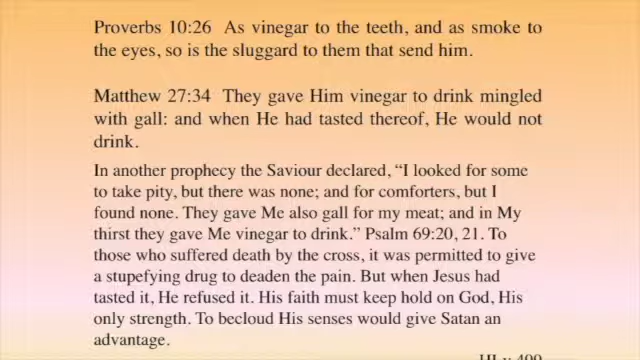 Proverbs 10:26 As vinegar to the teeth, and as smoke to
the eyes, so is the sluggard to them that send him.
Matthew 27:34 They gave Him vinegar to drink mingled
with gall: and when He had tasted thereof, He would not
drink.
In another prophecy the Saviour declared, “I looked for some
to take pity, but there was none; and for comforters, but I
found none. They gave Me also gall for my meat; and in My
thirst they gave Me vinegar to drink.” Psalm 69:20, 21. To
those who suffered death by the cross, it was permitted to give
a stupefying drug to deaden the pain. But when Jesus had
tasted it, He refused it. His faith must keep hold on God, His
only strength. To becloud His senses would give Satan an
advantage.